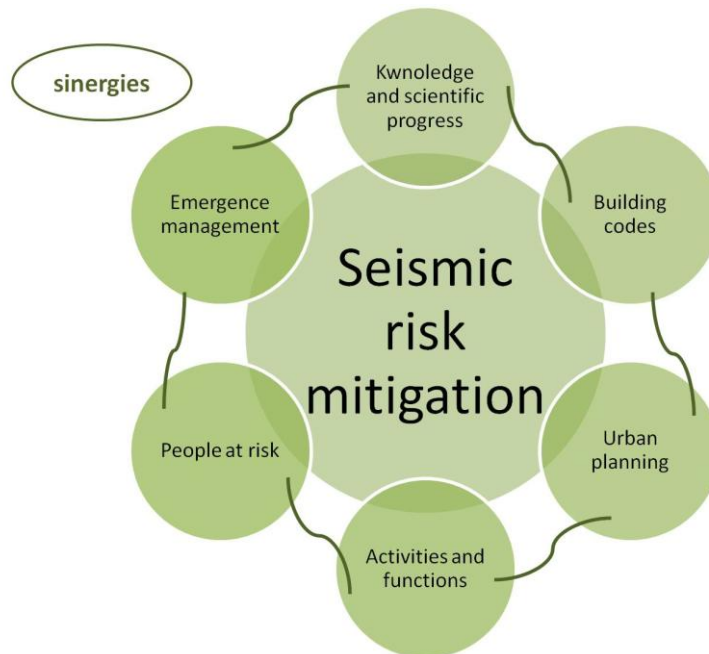 sinergies
Kwnoledge
and scientific
progress
Building
codes
Urban
planning
Activities and
functions
People at risk
Emergence
management
Seismic
risk
mitigation